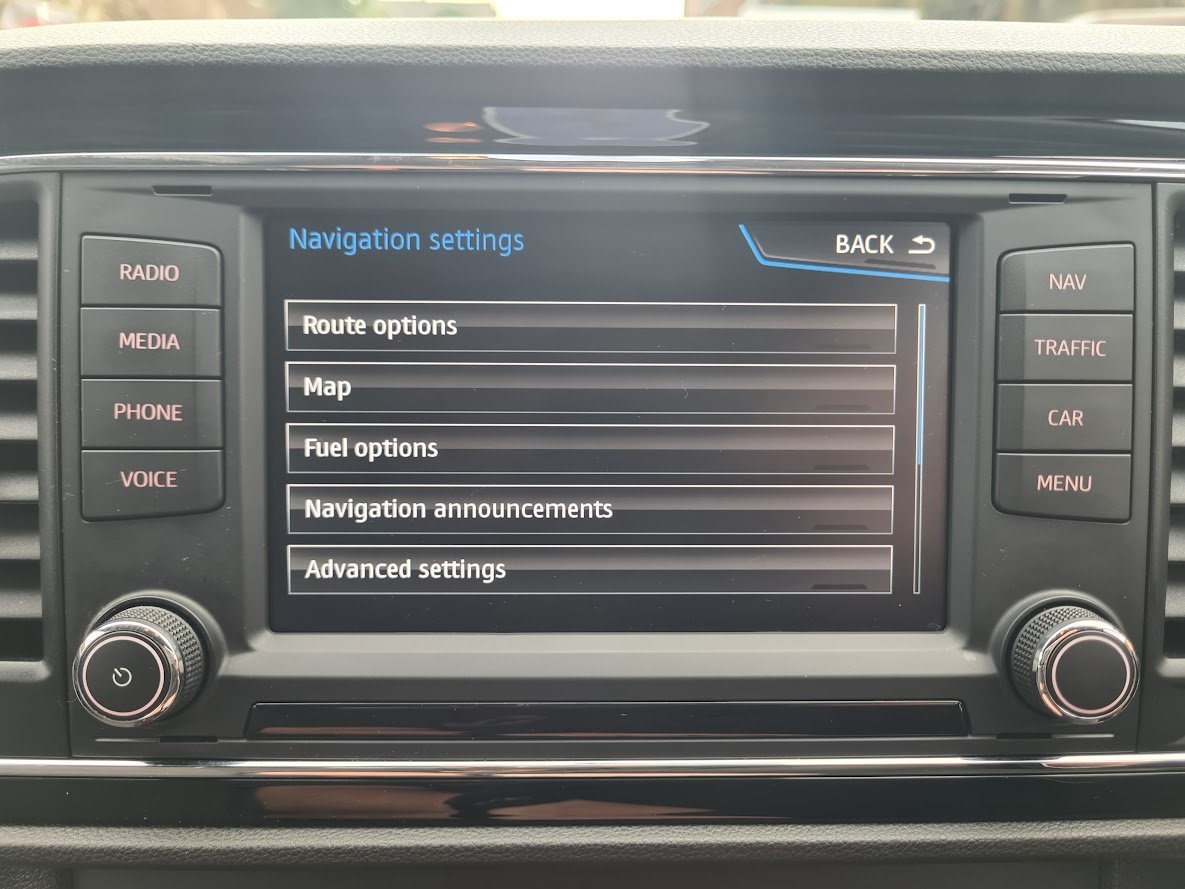 Navigation settings
BACK
RADIO
MEDIA
PHONE
VOICE
Route options
Map
Fuel options
Navigation announcements
Advanced settings
NAV
TRAFFIC
CAR
MENU